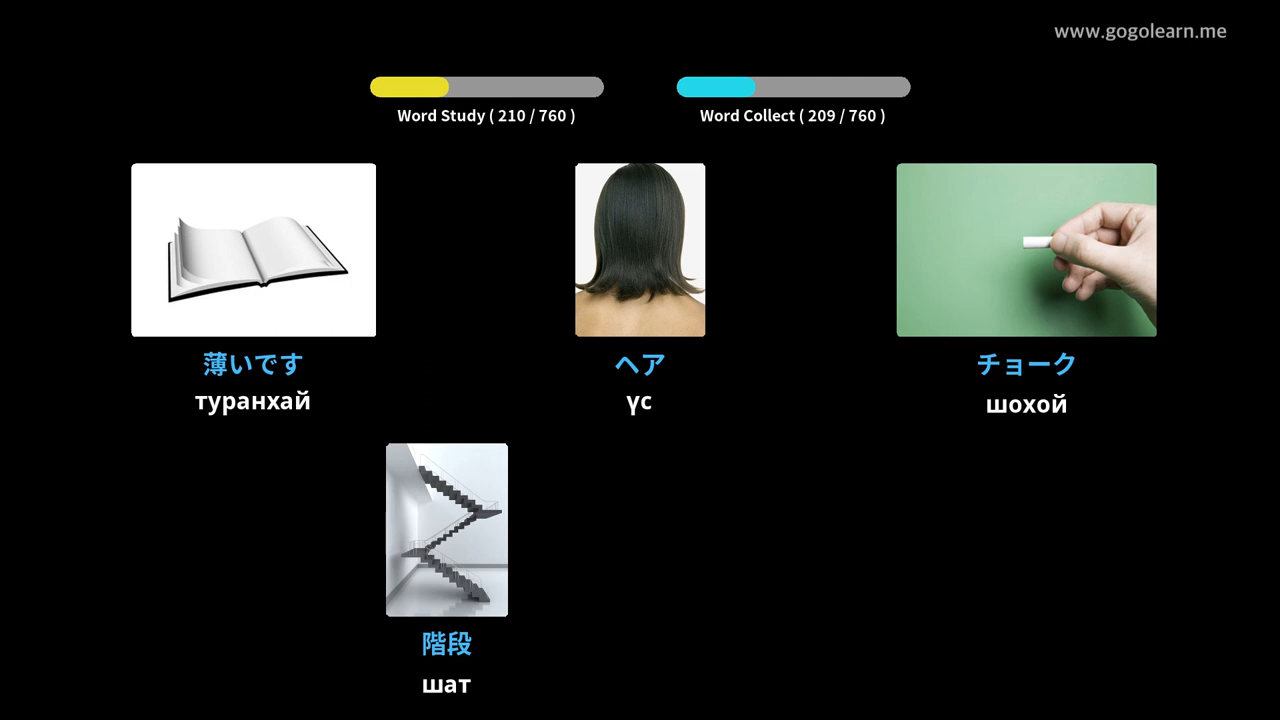 www.gogolearn.me
Word Study ( 210 / 760 )
Word Collect ( 209 / 760 )
薄いです
туранхай
ヘア
үс
チョーク
шохой
階段
шат